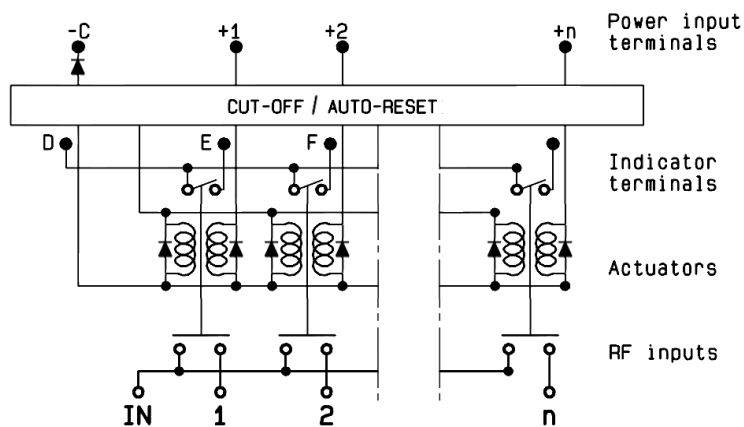 -C +1 +2 +n Power input
terminals
CUT-OFF / AUTO-RESET
D E F
Indicator
terminals
Actuators
RF inputs
IN 1 2 n